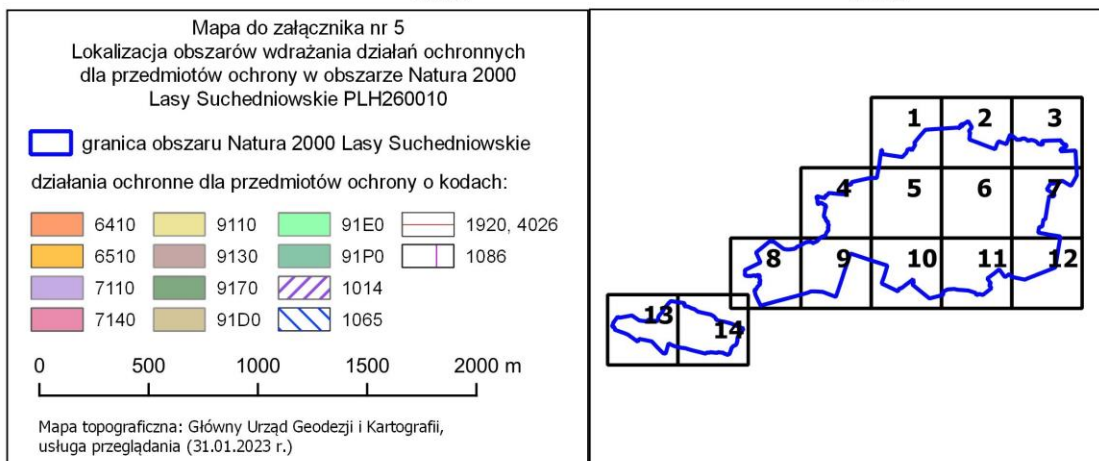 Mapa do załącznika nr 5
Lokalizacja obszarów wdrażania działań ochronnych
dla przedmiotów ochrony w obszarze Natura 2000
Lasy Suchedniowskie PLH260010
granica obszaru Natura 2000 Lasy Suchedniowskie
działania ochronne dla przedmiotów ochrony o kodach:
6410 9110 91E0 1920, 4026
6510 9130 91P0 1086
7110 9170 1014
7140 91D0 1065
0 500 1000 1500 2000 m
Mapa topograficzna: Główny Urząd Geodezji i Kartografii,
usługa przeglądania (31.01.2023 r.)
1 2 3
4 5 6 7
8 9 10 11 12
13 14